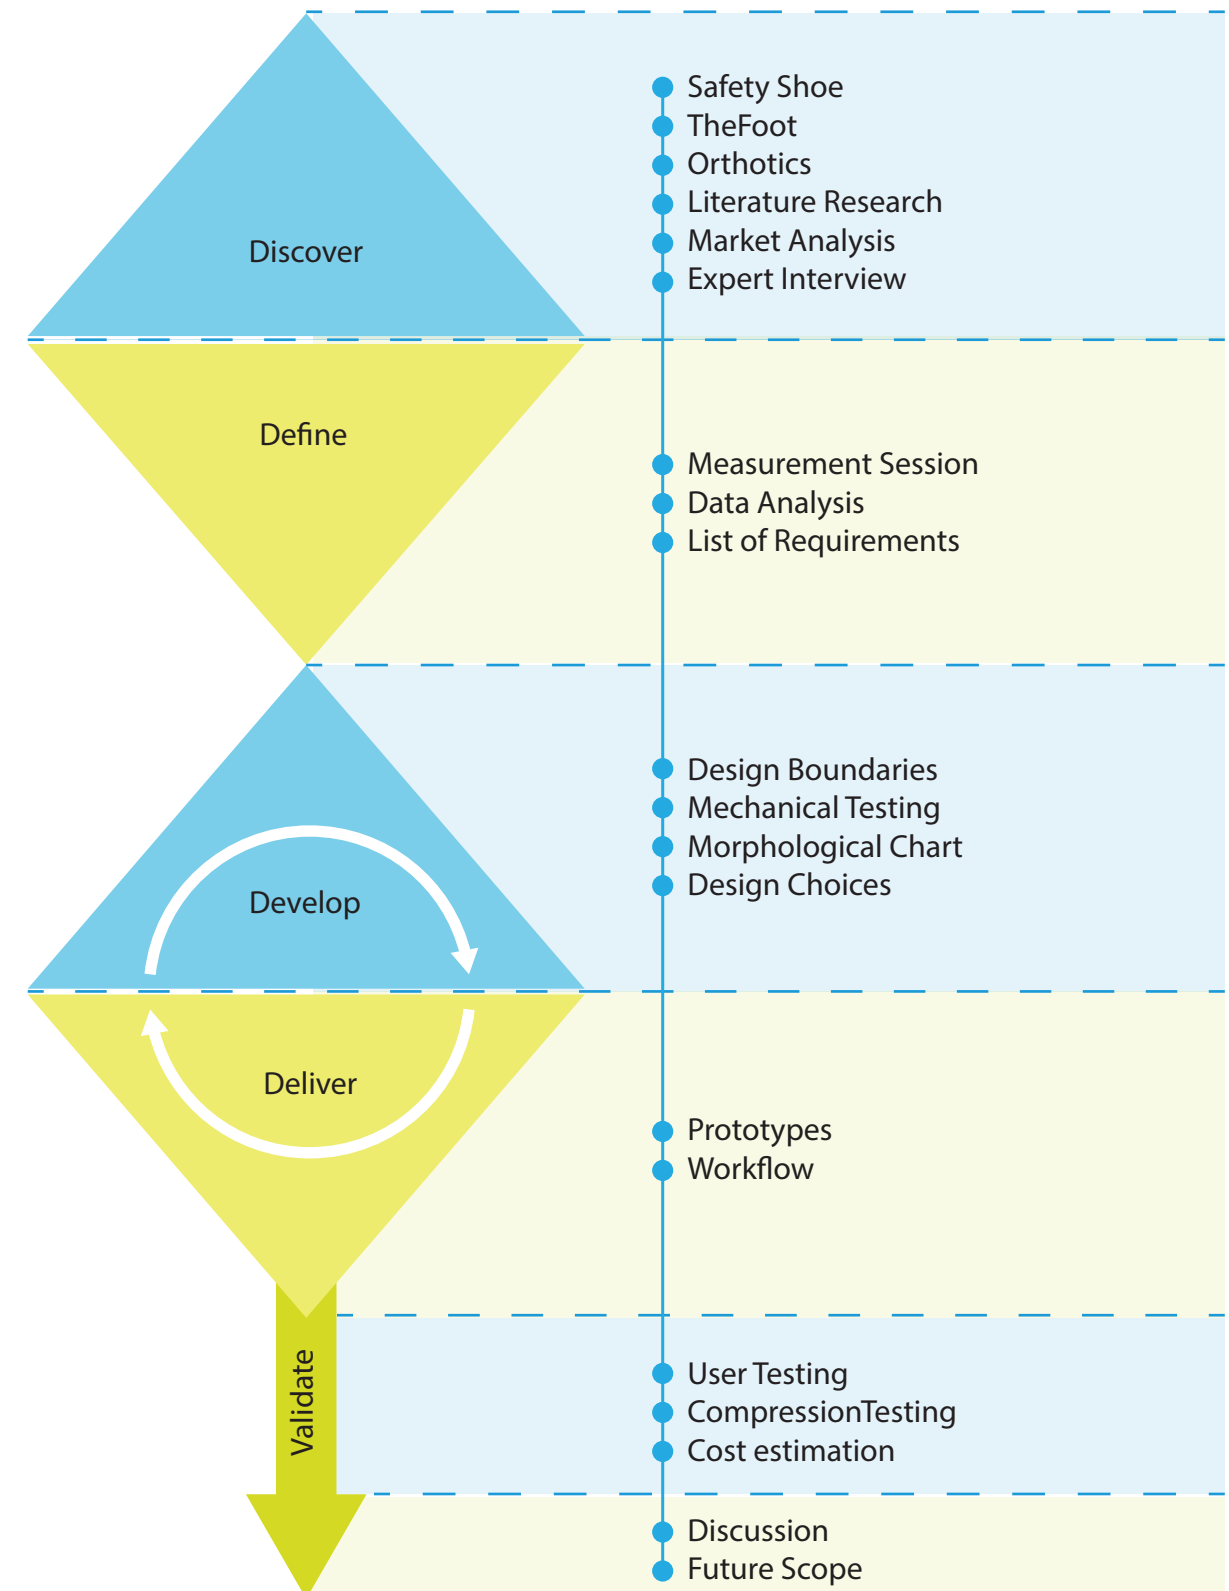 Safety Shoe
TheFoot
Orthotics
Literature Research
Market Analysis
Expert Interview
Discover
Define
Measurement Session
Data Analysis
List of Requirements
Design Boundaries
Mechanical Testing
Morphological Chart
Design Choices
Develop
Deliver
Prototypes
Workflow
Validate
User Testing
CompressionTesting
Cost estimation
Discussion
Future Scope